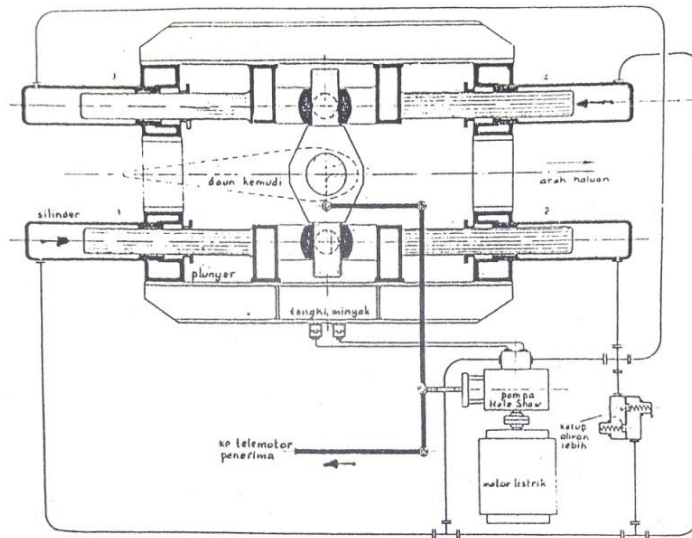 daun kemudi
arah haluan
silinder
2
plunyer
tangki, minyak
pompa
Hele Shaw
katup
aliran
lebih
ke telemotor
penerima
motor listrik